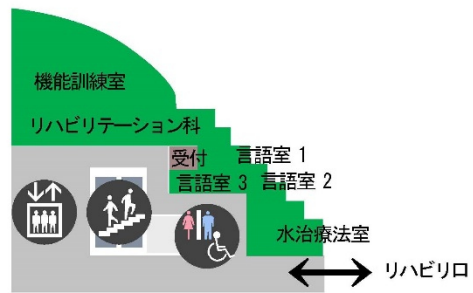 機能訓練室
リハビリテーション科
受付
言語室 1
言語室 3
言語室 2
水治療法室
リハビリ口